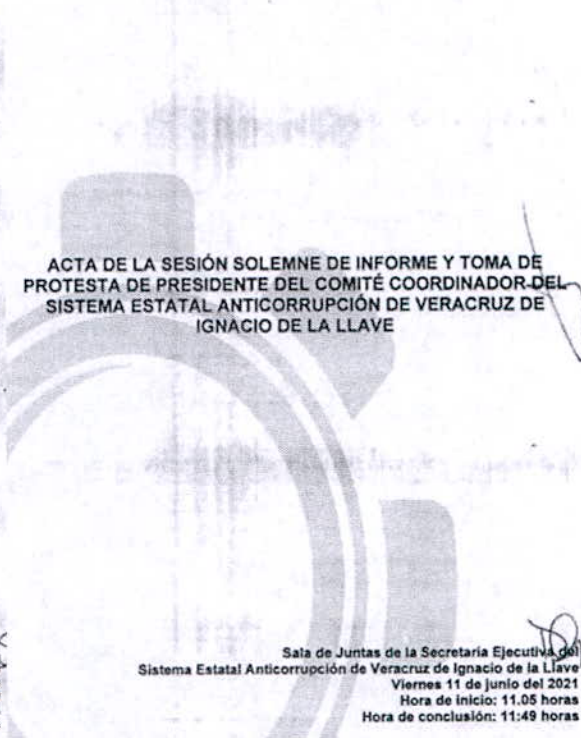 ACTA DE LA SESIÓN SOLEMNE DE INFORME Y TOMA DE
PROTESTA DE PRESIDENTE DEL COMITÉ COORDINADOR DEL
SISTEMA ESTATAL ANTICORRUPCIÓN DE VERACRUZ DE
IGNACIO DE LA LLAVE
Sala de Juntas de la Secretaría Ejecutiva del
Sistema Estatal Anticorrupción de Veracruz de Ignacio de la Llave
Viernes 11 de junio del 2021
Hora de inicio: 11.05 horas
Hora de conclusión: 11:49 horas